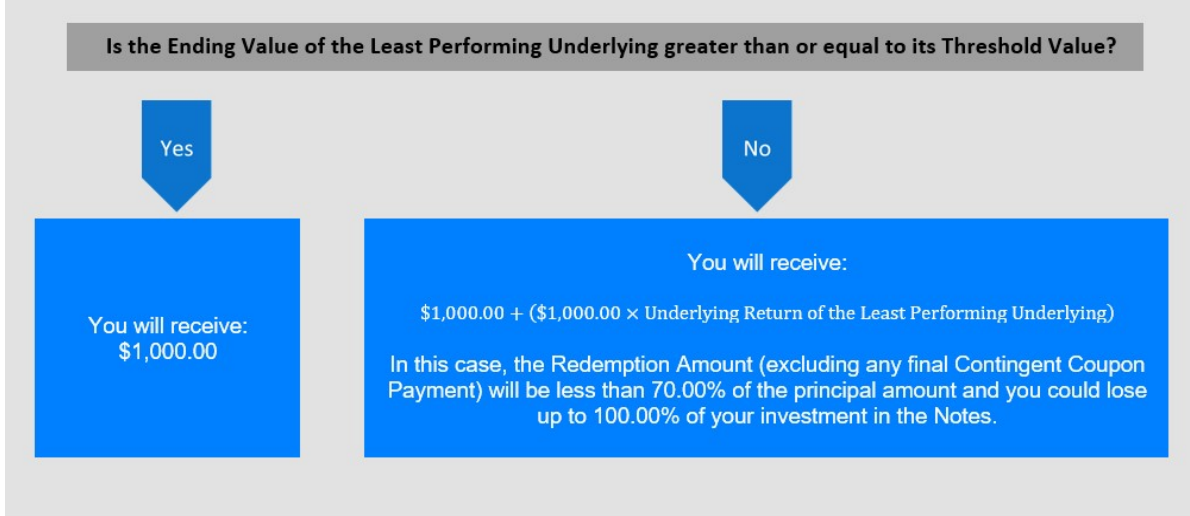 Is the Ending Value of the Least Performing Underlying greater than or equal to its Threshold Value?
Yes
No
You will receive:
$1,000.00
You will receive:
$1,000.00 + ($1,000.00 × Underlying Return of the Least Performing Underlying)
In this case, the Redemption Amount (excluding any final Contingent Coupon
Payment) will be less than 70.00% of the principal amount and you could lose
up to 100.00% of your investment in the Notes.